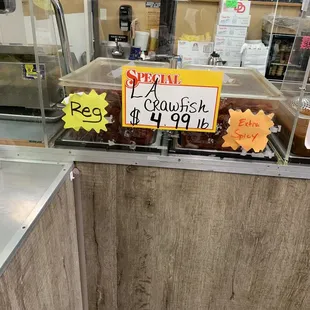 SPECIAL
LA
Crawfish
$4.99 lb
Reg
Extra
Spicy